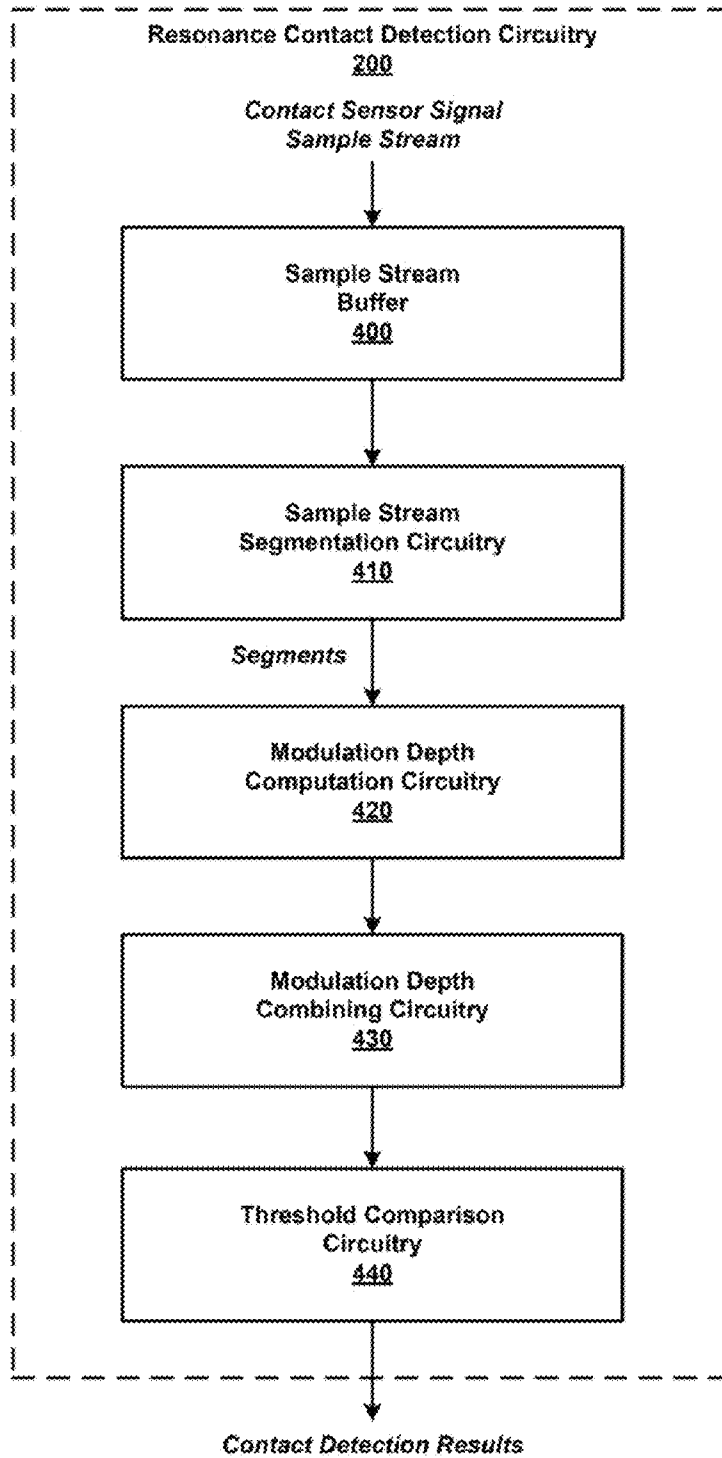 Resonance Contact Detection Circuitry
200
Contact Sensor Signal
Sample Stream
Sample Stream
Buffer
400
Sample Stream
Segmentation Circuitry
410
Segments
Modulation Depth
Computation Circuitry
420
Modulation Depth
Combining Circuitry
430
Threshold Comparison
Circuitry
440
Contact Detection Results